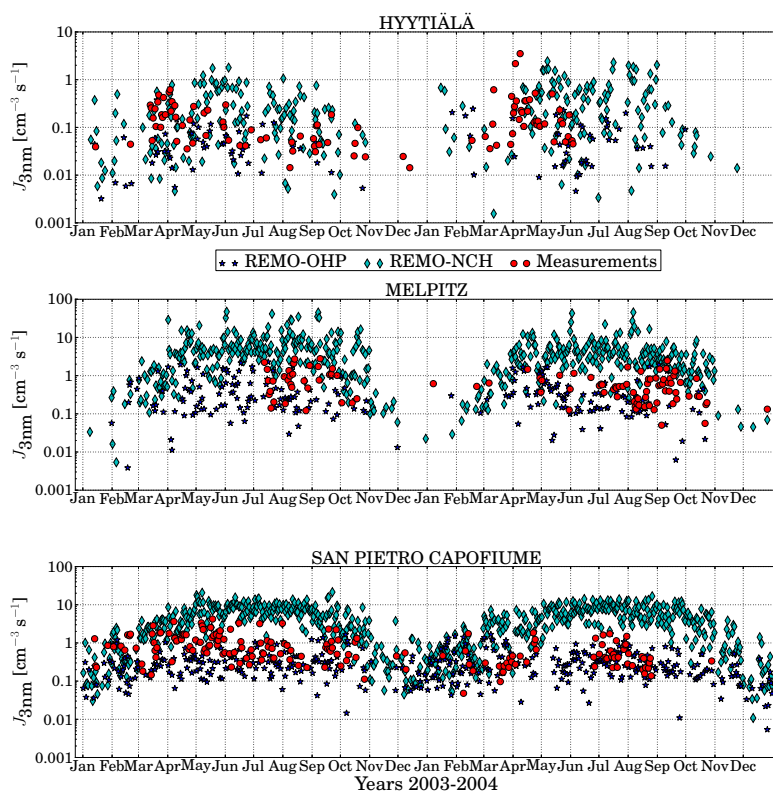 HYYTIÄLÄ
10
1
0.1
0.01
0.001
J3nm [cm⁻³ s⁻¹]
Jan Feb Mar Apr May Jun Jul Aug Sep Oct Nov Dec Jan Feb Mar Apr May Jun Jul Aug Sep Oct Nov Dec
REMO-OHP REMO-NCH Measurements
MELPITZ
100
10
1
0.1
0.01
0.001
J3nm [cm⁻³ s⁻¹]
Jan Feb Mar Apr May Jun Jul Aug Sep Oct Nov Dec Jan Feb Mar Apr May Jun Jul Aug Sep Oct Nov Dec
SAN PIETRO CAPOFIUME
100
10
1
0.1
0.01
0.001
J3nm [cm⁻³ s⁻¹]
Jan Feb Mar Apr May Jun Jul Aug Sep Oct Nov Dec Jan Feb Mar Apr May Jun Jul Aug Sep Oct Nov Dec
Years 2003-2004